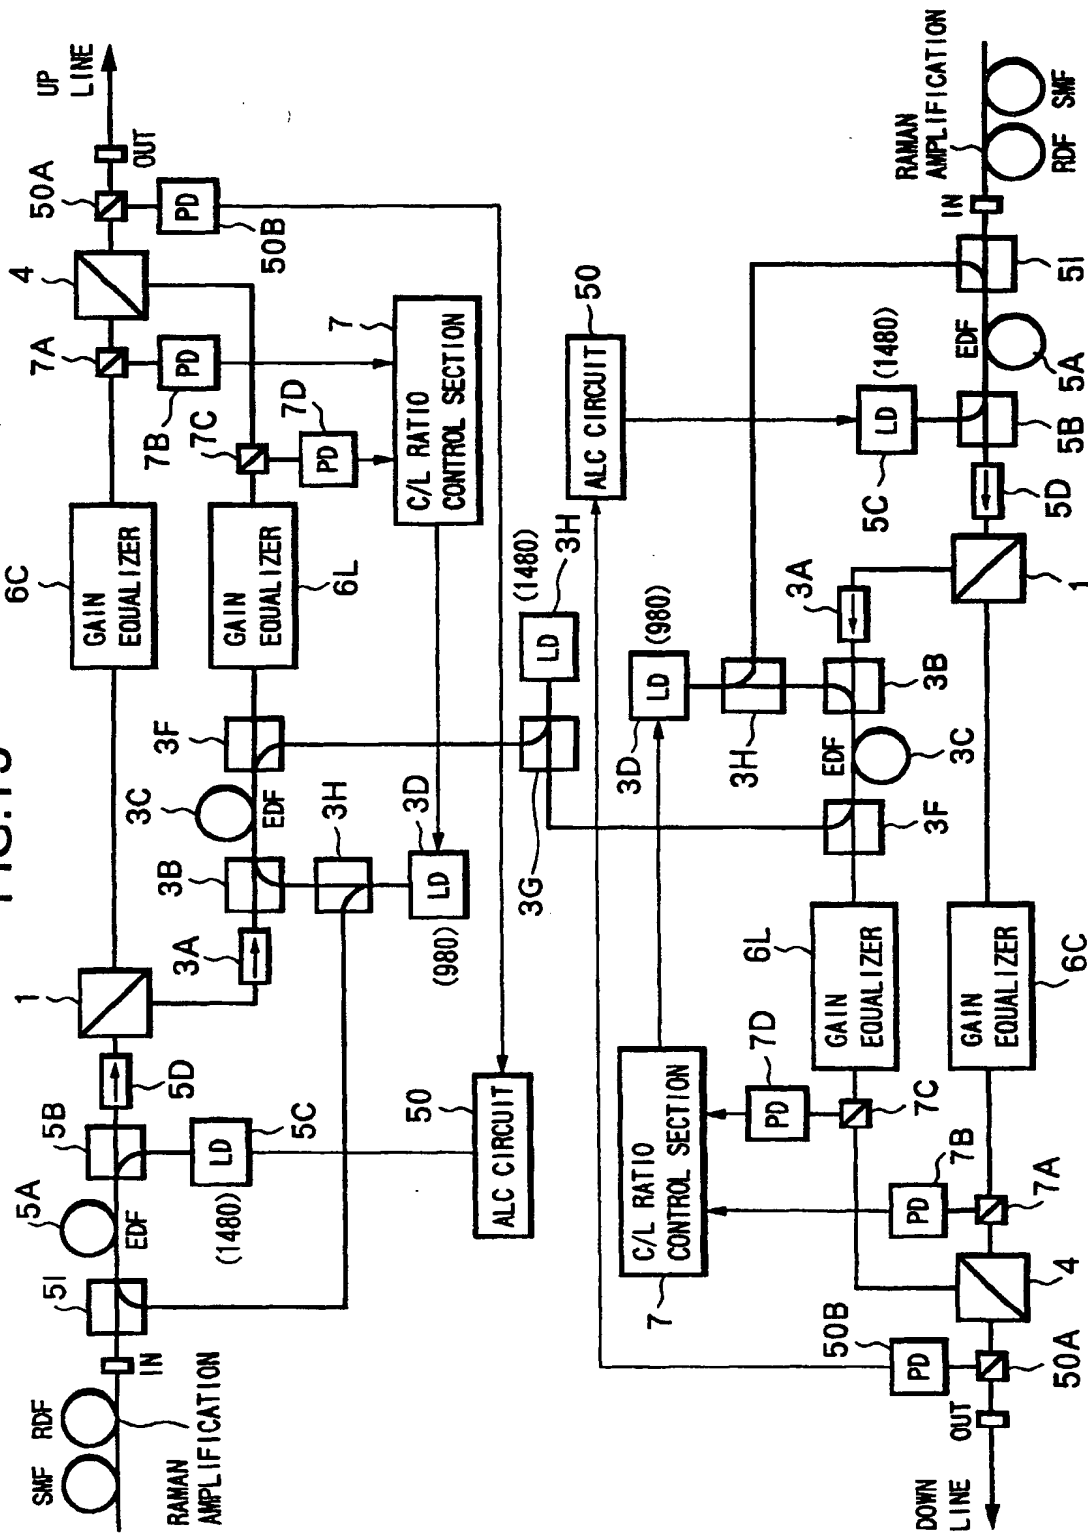 SMF
RDF
RAMAN
AMPLIFICATION
IN
5I
5A
EDF
5B
5D
LD
5C
(1480)
1
3A
3B
3C
EDF
3F
3H
LD
3D
(980)
GAIN
EQUALIZER
6C
GAIN
EQUALIZER
6L
7A
PD
7B
7C
PD
7D
4
50A
PD
50B
OUT
UP
LINE
7
C/L RATIO
CONTROL SECTION
50
ALC CIRCUIT
3G
LD
3H
(1480)
50
ALC CIRCUIT
C/L RATIO
CONTROL SECTION
7
LD
3D
(980)
3H
LD
5C
(1480)
RAMAN
AMPLIFICATION
SMF
RDF
IN
5I
EDF
5A
5B
5D
1
3A
3B
EDF
3C
3F
6L
GAIN
EQUALIZER
6C
GAIN
EQUALIZER
7D
PD
7C
7B
PD
7A
4
50B
PD
50A
OUT
DOWN
LINE